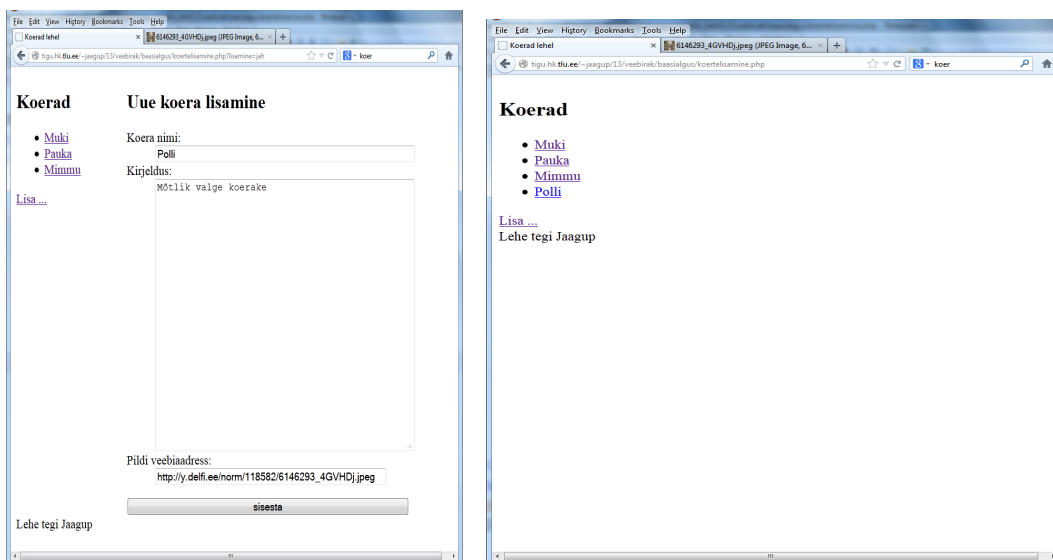 File Edit View History Bookmarks Tools Help
Koerad lehel
6146293_4GVHDj.jpeg (JPEG Image, 6...
tigu.hk.tlu.ee/~jaagup/13/veebirak/baasialgus/koertelisamine.php?lisamine=jah
koer
Koerad
Muki
Pauka
Mimmu
Lisa ...
Uue koera lisamine
Koera nimi:
Polli
Kirjeldus:
Mõtlik valge koerake
Pildi veebiaadress:
http://y.delfi.ee/norm/118582/6146293_4GVHDj.jpeg
sisesta
Lehe tegi Jaagup
File Edit View History Bookmarks Tools Help
Koerad lehel
6146293_4GVHDj.jpeg (JPEG Image, 6...
tigu.hk.tlu.ee/~jaagup/13/veebirak/baasialgus/koertelisamine.php
koer
Koerad
Muki
Pauka
Mimmu
Polli
Lisa ...
Lehe tegi Jaagup